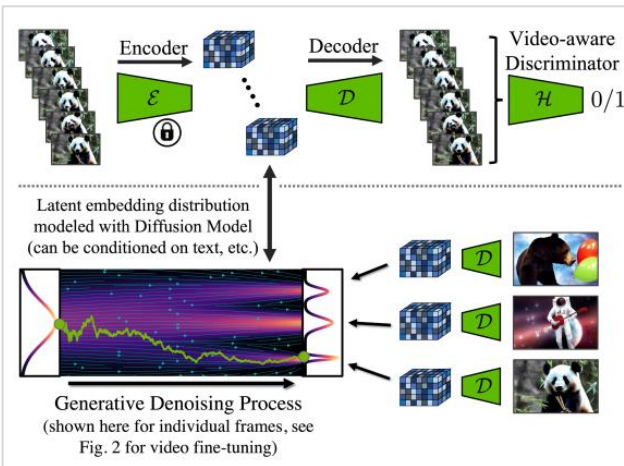 Encoder
Decoder
Video-aware
Discriminator
ℰ
𝒟
ℋ
0/1
Latent embedding distribution
modeled with Diffusion Model
(can be conditioned on text, etc.)
𝒟
𝒟
𝒟
Generative Denoising Process
(shown here for individual frames, see
Fig. 2 for video fine-tuning)